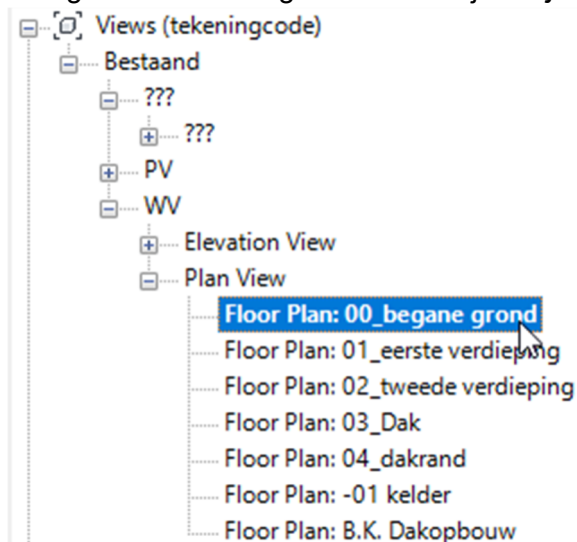 Views (tekeningcode)
Bestaand
???
???
PV
WV
Elevation View
Plan View
Floor Plan: 00_begane grond
Floor Plan: 01_eerste verdieping
Floor Plan: 02_tweede verdieping
Floor Plan: 03_Dak
Floor Plan: 04_dakrand
Floor Plan: -01 kelder
Floor Plan: B.K. Dakopbouw